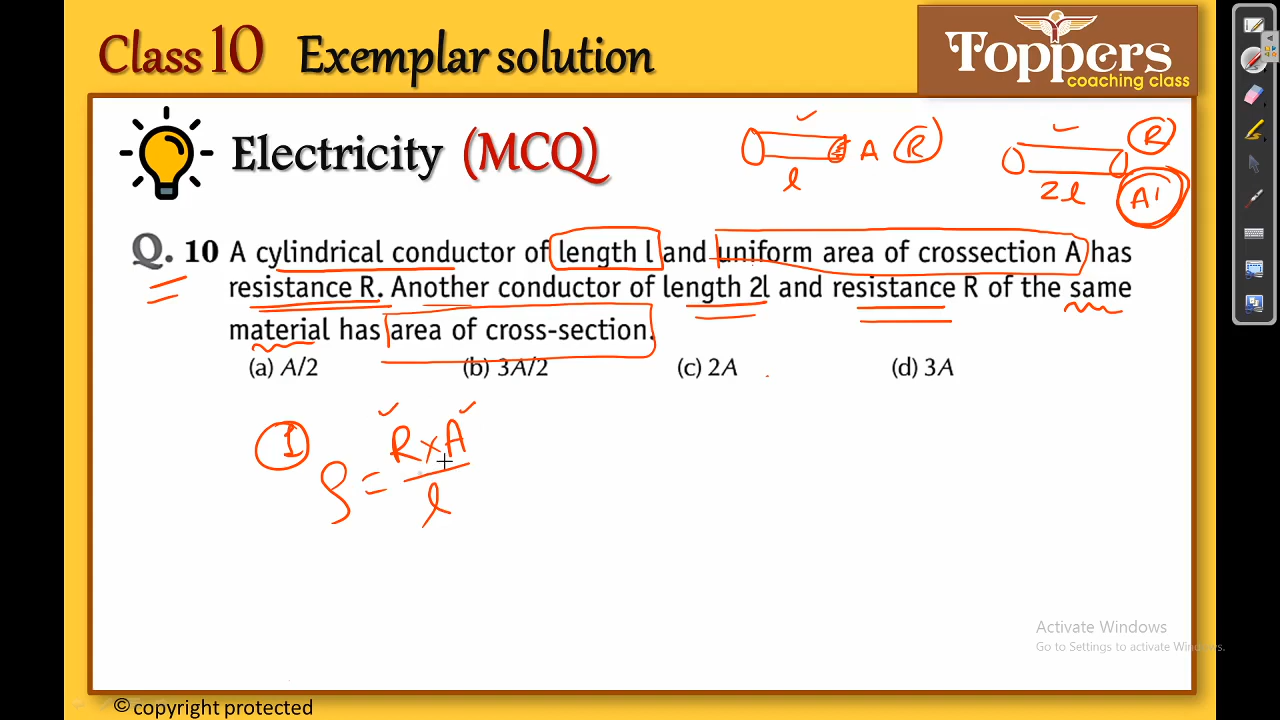 Class 10 Exemplar solution
Toppers
coaching class
Electricity (MCQ)
l
A
R
2l
R
A'
Q. 10 A cylindrical conductor of length l and uniform area of crossection A has
resistance R. Another conductor of length 2l and resistance R of the same
material has area of cross-section.
(a) A/2 (b) 3A/2 (c) 2A (d) 3A
I
ρ = R×A
l
Activate Windows
Go to Settings to activate Windows.
© copyright protected